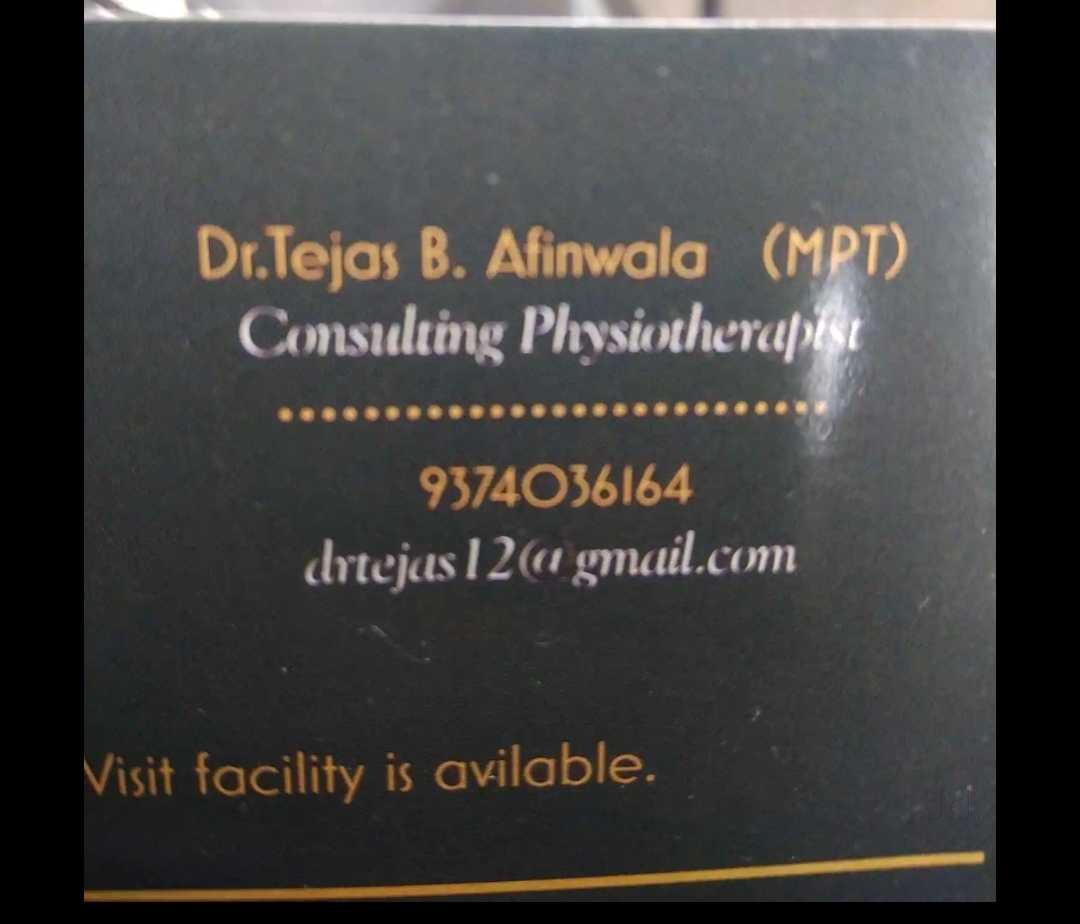 Dr.Tejas B. Afinwala (MPT)
Consulting Physiotherapist
9374036164
drtejas12@gmail.com
Visit facility is avilable.